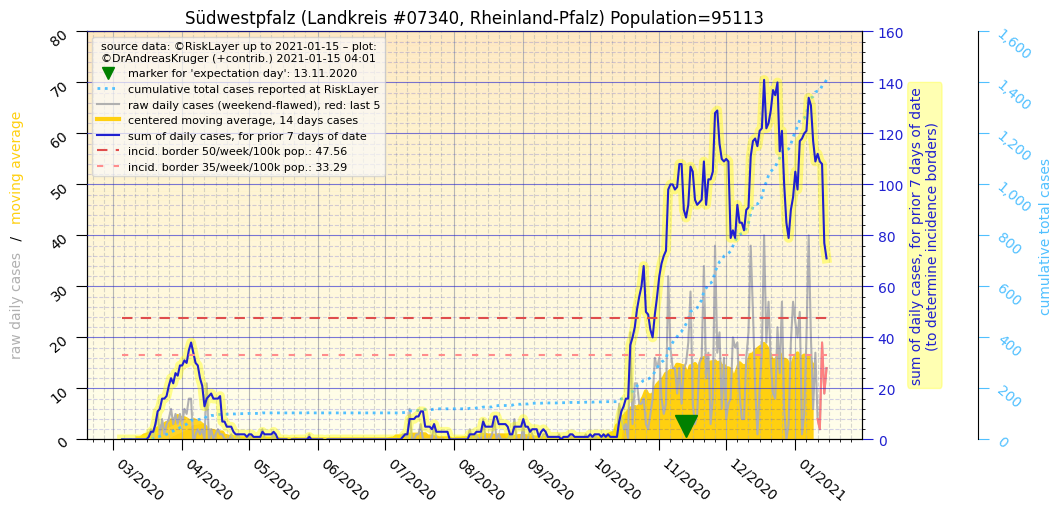 Südwestpfalz (Landkreis #07340, Rheinland-Pfalz) Population=95113
source data: ©RiskLayer up to 2021-01-15 – plot:
©DrAndreasKruger (+contrib.) 2021-01-15 04:01
marker for 'expectation day': 13.11.2020
cumulative total cases reported at RiskLayer
raw daily cases (weekend-flawed), red: last 5
centered moving average, 14 days cases
sum of daily cases, for prior 7 days of date
incid. border 50/week/100k pop.: 47.56
incid. border 35/week/100k pop.: 33.29
raw daily cases / moving average
80
70
60
50
40
30
20
10
0
03/2020
04/2020
05/2020
06/2020
07/2020
08/2020
09/2020
10/2020
11/2020
12/2020
01/2021
160
140
120
100
80
60
40
20
0
sum of daily cases, for prior 7 days of date
(to determine incidence borders)
1,600
1,400
1,200
1,000
800
600
400
200
0
cumulative total cases